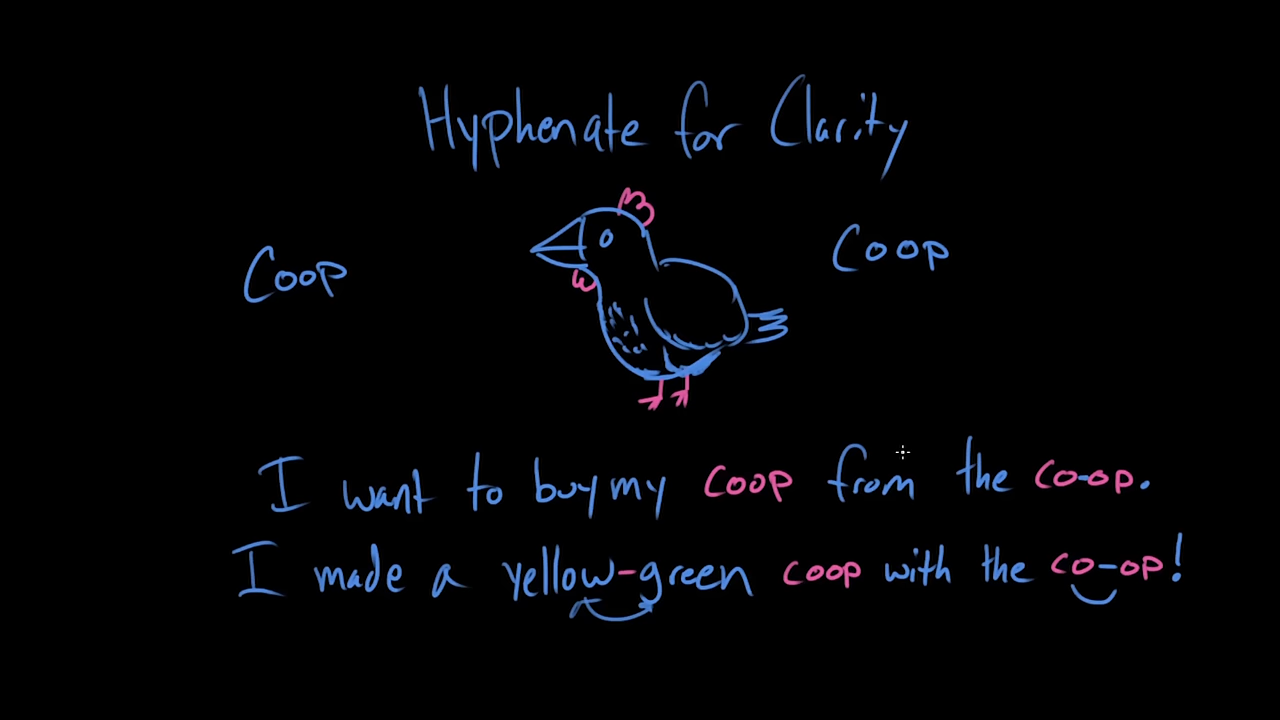 Hyphenate for Clarity
Coop
Coop
I want to buy my coop from the co-op.
I made a yellow-green coop with the co-op!